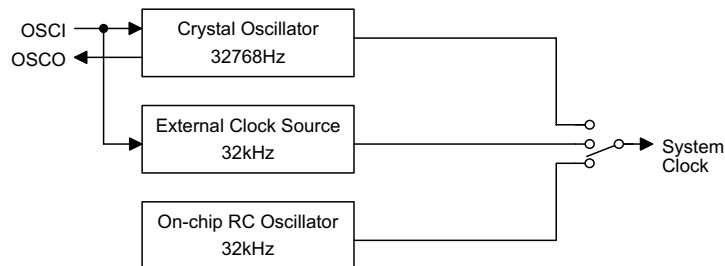 OSCI
OSCO
Crystal Oscillator
32768Hz
External Clock Source
32kHz
On-chip RC Oscillator
32kHz
System
Clock